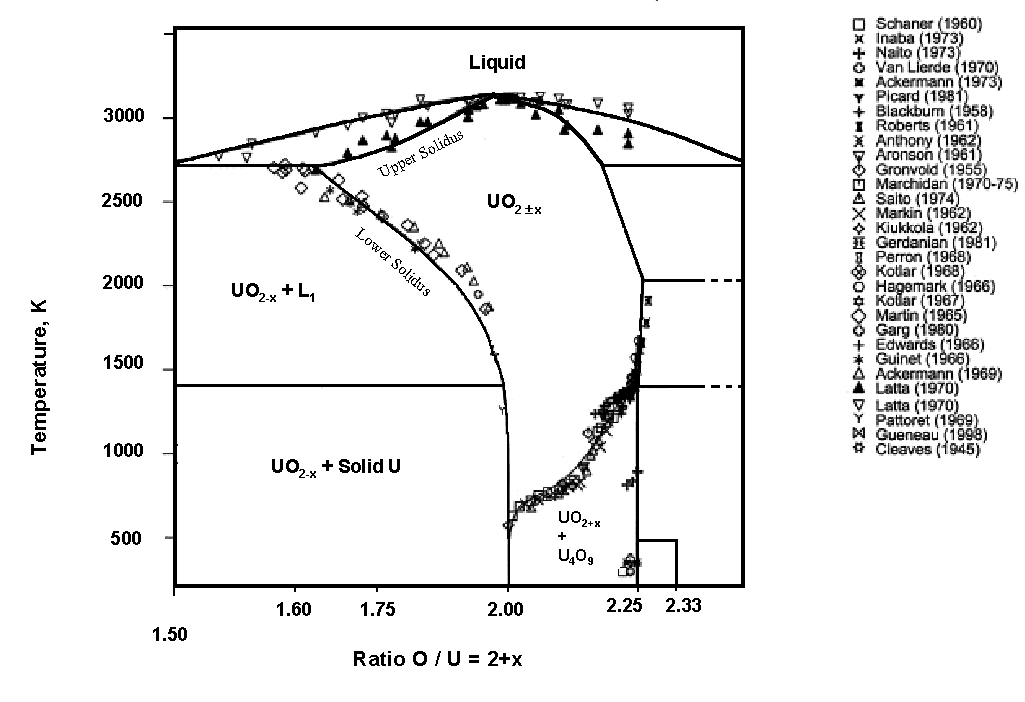 Liquid
3000
2500
2000
1500
1000
500
Temperature, K
Upper Solidus
Lower Solidus
UO2±x
UO2-x + L1
UO2-x + Solid U
UO2+x
+
U4O9
1.50
1.60
1.75
2.00
2.25
2.33
Ratio O / U = 2+x
Schaner (1960)
Inaba (1973)
Naito (1973)
Van Lierde (1970)
Ackermann (1973)
Picard (1981)
Blackburn (1958)
Roberts (1961)
Anthony (1962)
Aronson (1961)
Gronvold (1955)
Marchidan (1970-75)
Saito (1974)
Markin (1962)
Kiukkola (1962)
Gerdanian (1981)
Perron (1968)
Kotlar (1968)
Hagemark (1966)
Kotlar (1967)
Martin (1965)
Garg (1980)
Edwards (1966)
Guinet (1966)
Ackermann (1969)
Latta (1970)
Latta (1970)
Pattoret (1969)
Gueneau (1998)
Cleaves (1945)